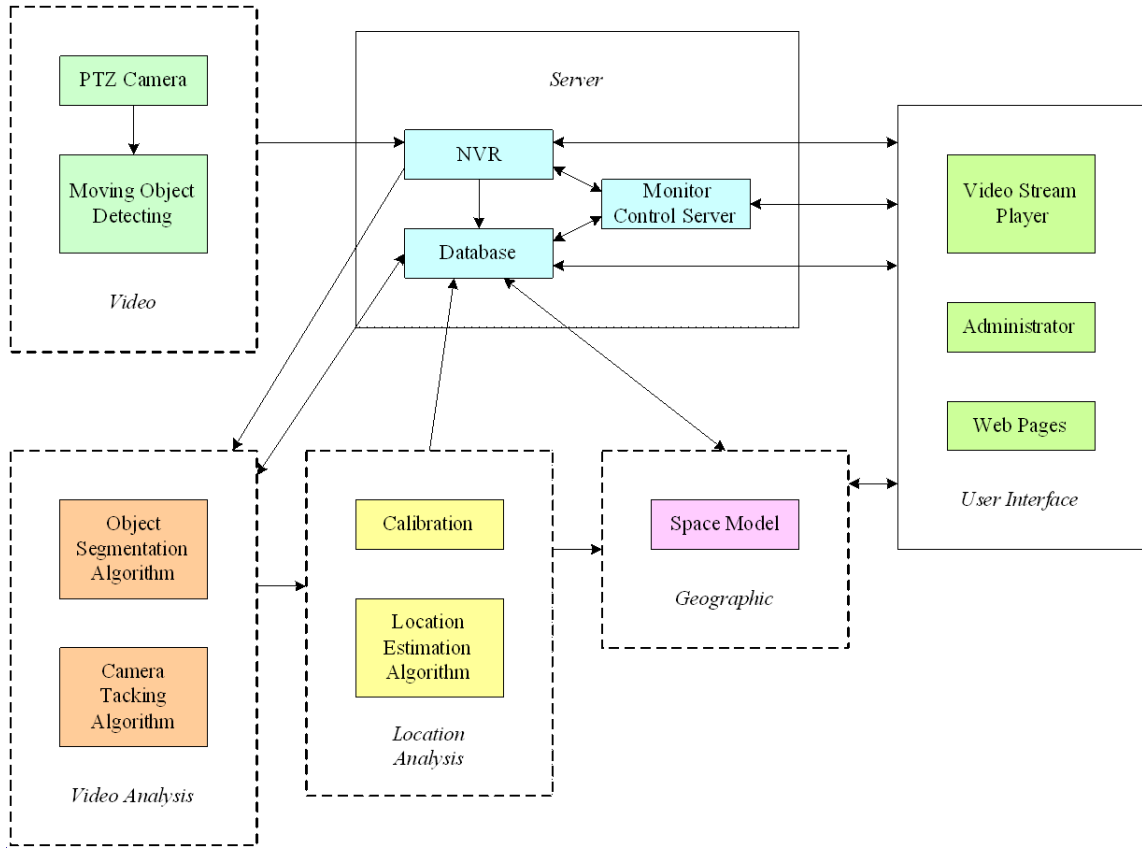 PTZ Camera
Moving Object
Detecting
Video
Server
NVR
Monitor
Control Server
Database
Video Stream
Player
Administrator
Web Pages
User Interface
Object
Segmentation
Algorithm
Camera
Tacking
Algorithm
Video Analysis
Calibration
Location
Estimation
Algorithm
Location
Analysis
Space Model
Geographic